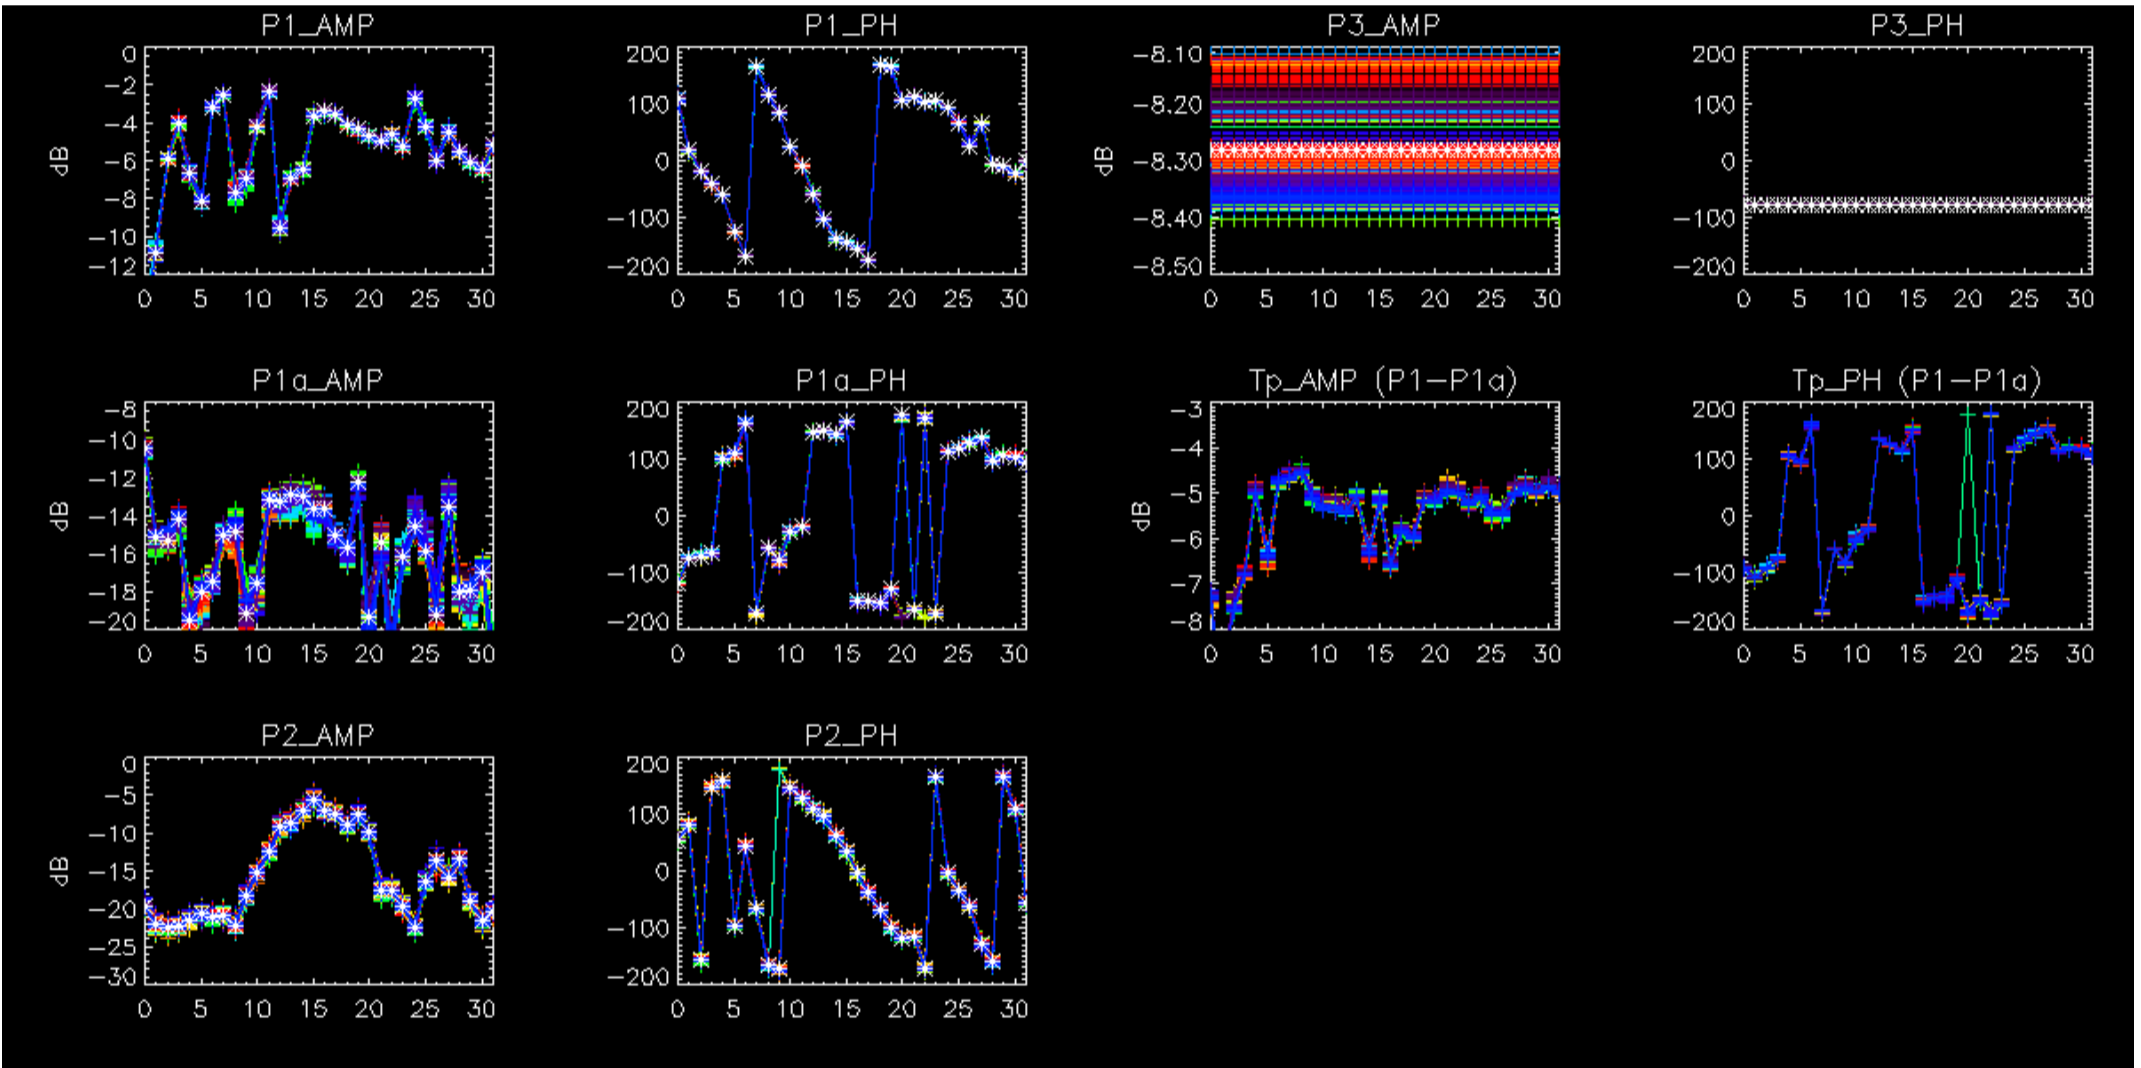 P1_AMP P1_PH P3_AMP P3_PH
0 200 -8.10 200
-2
-4 100 -8.20 100
dB -6 0 dB -8.30 0
-8
-10 -100 -8.40 -100
-12 -200 -8.50 -200
0 5 10 15 20 25 30 0 5 10 15 20 25 30 0 5 10 15 20 25 30 0 5 10 15 20 25 30
P1a_AMP P1a_PH Tp_AMP (P1-P1a) Tp_PH (P1-P1a)
-8 200 -3 200
-10 100 -4 100
-12
dB -14 0 dB -5 0
-16 -6
-18 -100 -7 -100
-20 -200 -8 -200
0 5 10 15 20 25 30 0 5 10 15 20 25 30 0 5 10 15 20 25 30 0 5 10 15 20 25 30
P2_AMP P2_PH
0 200
-5 100
-10
dB -15 0
-20 -100
-25
-30 -200
0 5 10 15 20 25 30 0 5 10 15 20 25 30